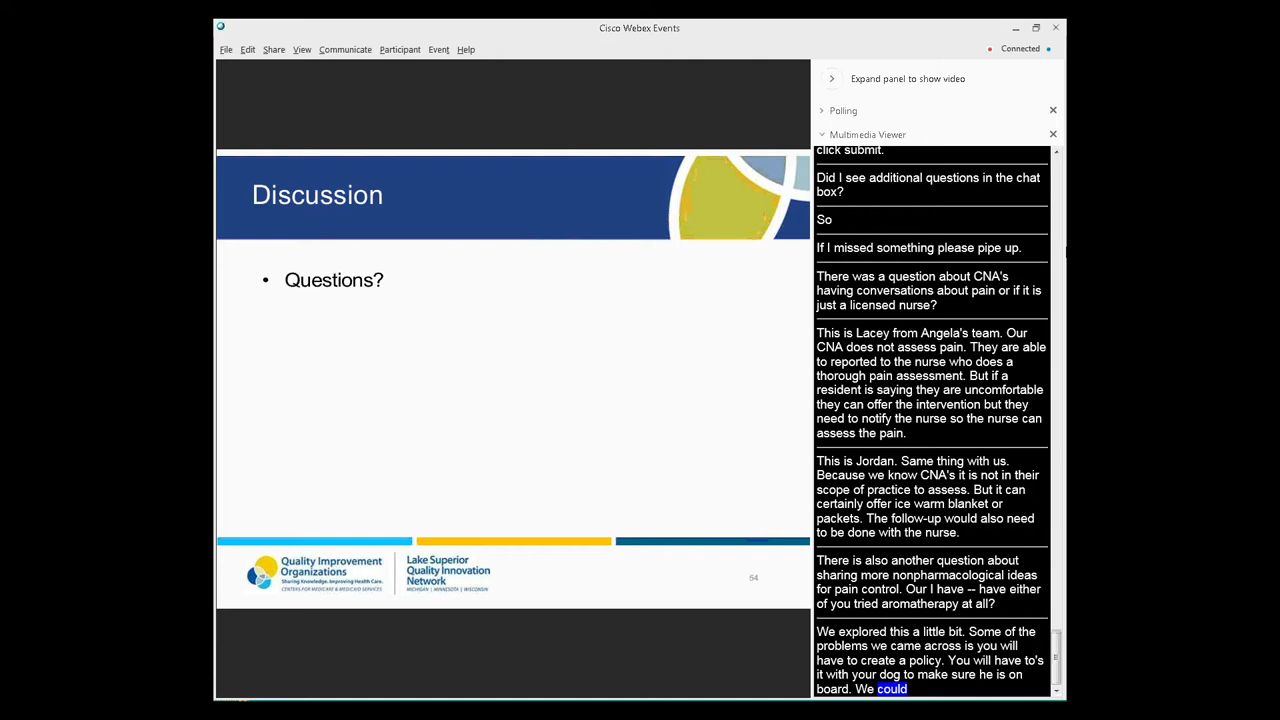 Cisco Webex Events
File Edit Share View Communicate Participant Event Help
Connected
Expand panel to show video
Polling
Multimedia Viewer
Discussion
• Questions?
Quality Improvement
Organizations
Sharing Knowledge. Improving Health Care.
CENTERS FOR MEDICARE & MEDICAID SERVICES
Lake Superior
Quality Innovation
Network
MICHIGAN | MINNESOTA | WISCONSIN
54
click submit.
Did I see additional questions in the chat
box?
So
If I missed something please pipe up.
There was a question about CNA's
having conversations about pain or if it is
just a licensed nurse?
This is Lacey from Angela's team. Our
CNA does not assess pain. They are able
to reported to the nurse who does a
thorough pain assessment. But if a
resident is saying they are uncomfortable
they can offer the intervention but they
need to notify the nurse so the nurse can
assess the pain.
This is Jordan. Same thing with us.
Because we know CNA's it is not in their
scope of practice to assess. But it can
certainly offer ice warm blanket or
packets. The follow-up would also need
to be done with the nurse.
There is also another question about
sharing more nonpharmacological ideas
for pain control. Our I have -- have either
of you tried aromatherapy at all?
We explored this a little bit. Some of the
problems we came across is you will
have to create a policy. You will have to's
it with your dog to make sure he is on
board. We could